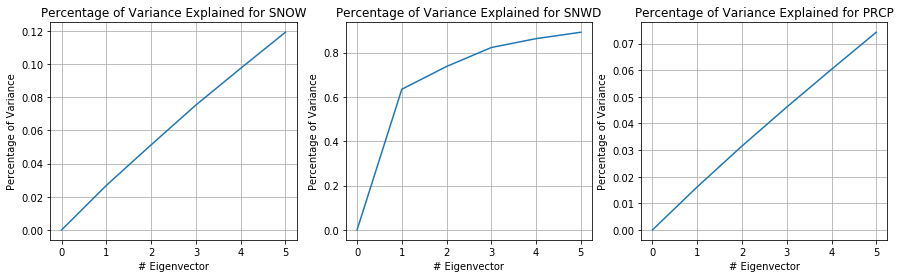 Percentage of Variance Explained for SNOW
0.12
0.10
0.08
0.06
0.04
0.02
0.00
Percentage of Variance
0 1 2 3 4 5
# Eigenvector
Percentage of Variance Explained for SNWD
0.8
0.6
0.4
0.2
0.0
Percentage of Variance
0 1 2 3 4 5
# Eigenvector
Percentage of Variance Explained for PRCP
0.07
0.06
0.05
0.04
0.03
0.02
0.01
0.00
Percentage of Variance
0 1 2 3 4 5
# Eigenvector